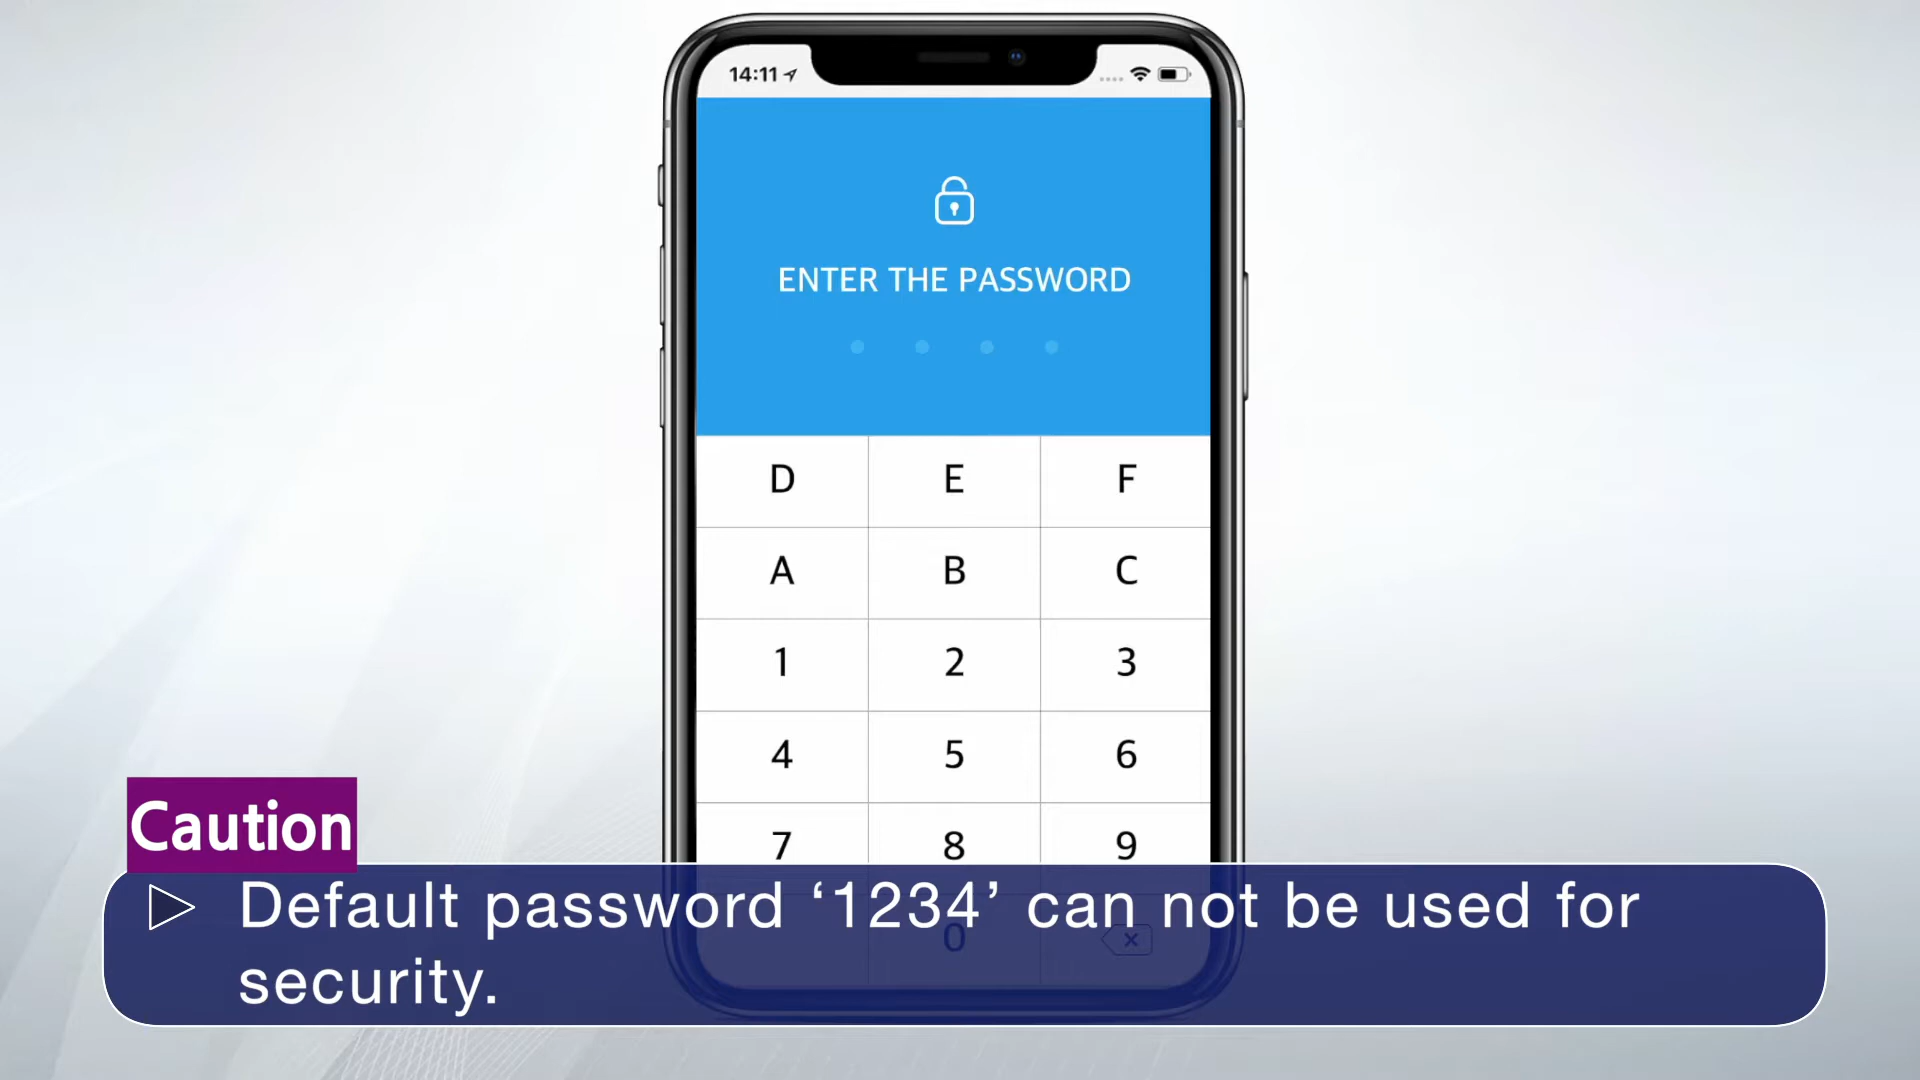 14:11
ENTER THE PASSWORD
D E F
A B C
1 2 3
4 5 6
7 8 9
0
Caution
Default password ‘1234’ can not be used for
security.